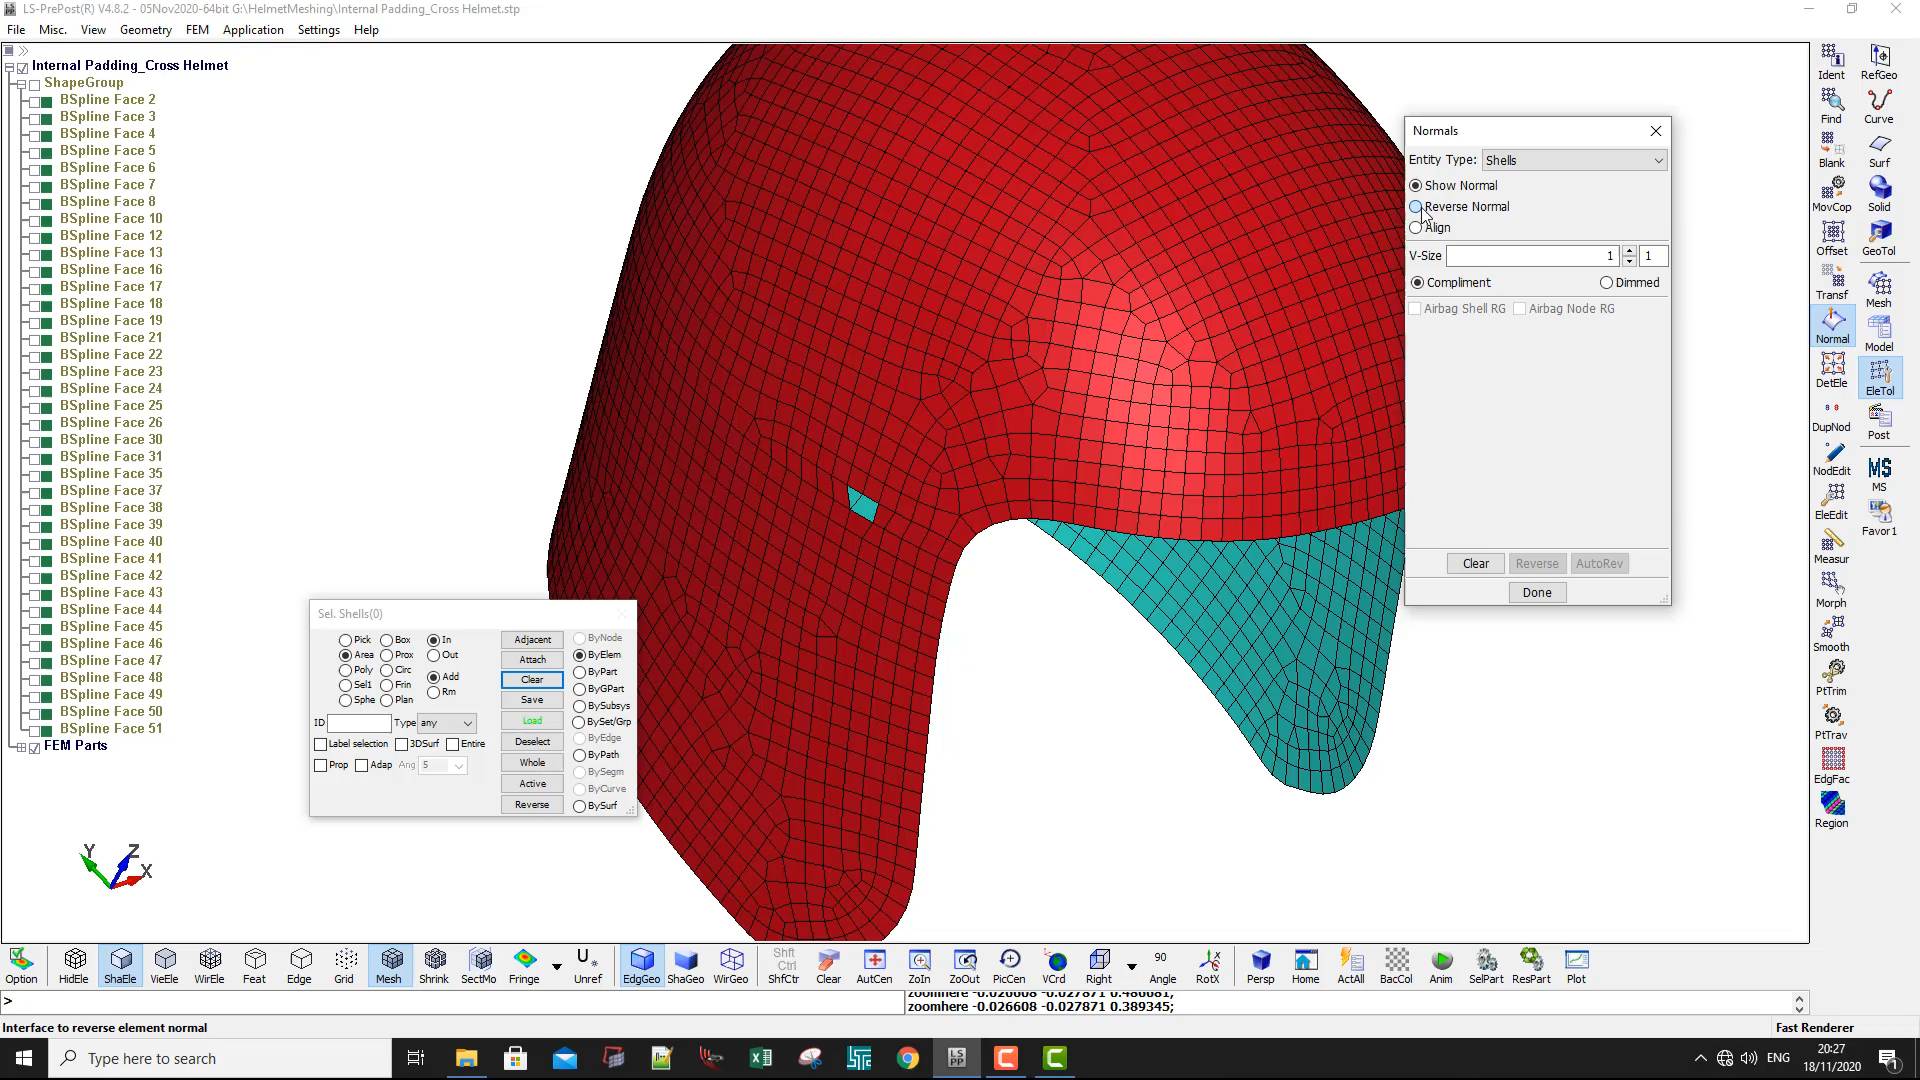 LS-PrePost(R) V4.8.2 - 05Nov2020-64bit G:\HelmetMeshing\Internal Padding_Cross Helmet.stp
File Misc. View Geometry FEM Application Settings Help
Internal Padding_Cross Helmet
ShapeGroup
BSpline Face 2
BSpline Face 3
BSpline Face 4
BSpline Face 5
BSpline Face 6
BSpline Face 7
BSpline Face 8
BSpline Face 10
BSpline Face 12
BSpline Face 13
BSpline Face 16
BSpline Face 17
BSpline Face 18
BSpline Face 19
BSpline Face 21
BSpline Face 22
BSpline Face 23
BSpline Face 24
BSpline Face 25
BSpline Face 26
BSpline Face 30
BSpline Face 31
BSpline Face 35
BSpline Face 37
BSpline Face 38
BSpline Face 39
BSpline Face 40
BSpline Face 41
BSpline Face 42
BSpline Face 43
BSpline Face 44
BSpline Face 45
BSpline Face 46
BSpline Face 47
BSpline Face 48
BSpline Face 49
BSpline Face 50
BSpline Face 51
FEM Parts
Sel. Shells(0)
Pick Box In Adjacent ByNode
Area Prox Out Attach ByElem
Poly Circ Add Clear ByPart
Sel1 Frin Rm Save ByGPart
Sphe Plan BySubsys
ID Type any Load BySet/Grp
Label selection 3DSurf Entire Deselect ByEdge
Prop Adap Ang 5 Whole ByPath
Active BySegm
ByCurve
Reverse BySurf
Y Z X
Normals
Entity Type: Shells
Show Normal
Reverse Normal
Align
V-Size 1 1
Compliment Dimmed
Airbag Shell RG Airbag Node RG
Clear Reverse AutoRev
Done
Ident RefGeo
Find Curve
Blank Surf
MovCop Solid
Offset GeoTol
Transf Mesh
Normal Model
DetEle EleTol
DupNod Post
NodEdit MS
MS
EleEdit Favor1
Measur
Morph
Smooth
PtTrim
PtTrav
EdgFac
Region
Option HidEle ShaEle VieEle WirEle Feat Edge Grid Mesh Shrink SectMo Fringe U. Unref EdgGeo ShaGeo WirGeo Shft Ctrl ShfCtr Clear AutCen ZoIn ZoOut PicCen VCrd Right 90 Angle RotX Persp Home ActAll BacCol Anim SelPart ResPart Plot
>
zoomhere -0.026608 -0.027871 0.486681;
zoomhere -0.026608 -0.027871 0.389345;
Interface to reverse element normal Fast Renderer
Type here to search
LS
PP
C
C
ENG
20:27
18/11/2020
1